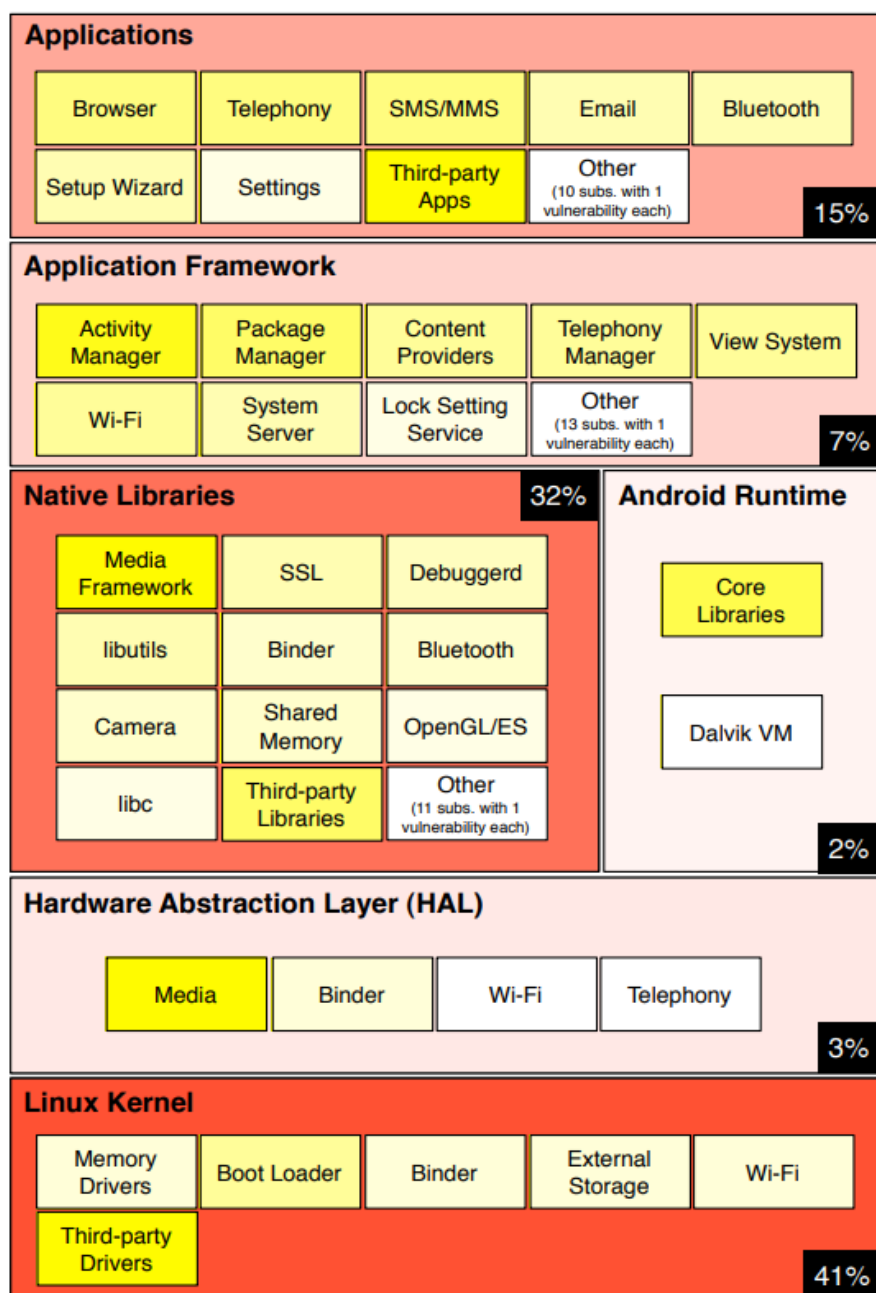 Applications
Browser
Telephony
SMS/MMS
Email
Bluetooth
Setup Wizard
Settings
Third-party
Apps
Other
(10 subs. with 1
vulnerability each)
15%
Application Framework
Activity
Manager
Package
Manager
Content
Providers
Telephony
Manager
View System
Wi-Fi
System
Server
Lock Setting
Service
Other
(13 subs. with 1
vulnerability each)
7%
Native Libraries
32%
Media
Framework
SSL
Debuggerd
libutils
Binder
Bluetooth
Camera
Shared
Memory
OpenGL/ES
libc
Third-party
Libraries
Other
(11 subs. with 1
vulnerability each)
Android Runtime
Core
Libraries
Dalvik VM
2%
Hardware Abstraction Layer (HAL)
Media
Binder
Wi-Fi
Telephony
3%
Linux Kernel
Memory
Drivers
Boot Loader
Binder
External
Storage
Wi-Fi
Third-party
Drivers
41%